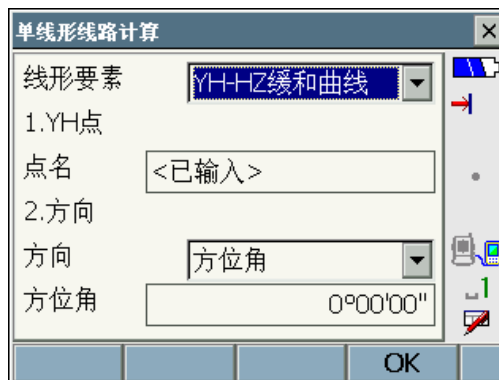 单线形线路计算
线形要素 YH-HZ缓和曲线
1.YH点
点名 <已输入>
2.方向
方向 方位角
方位角 0°00'00"
1
OK